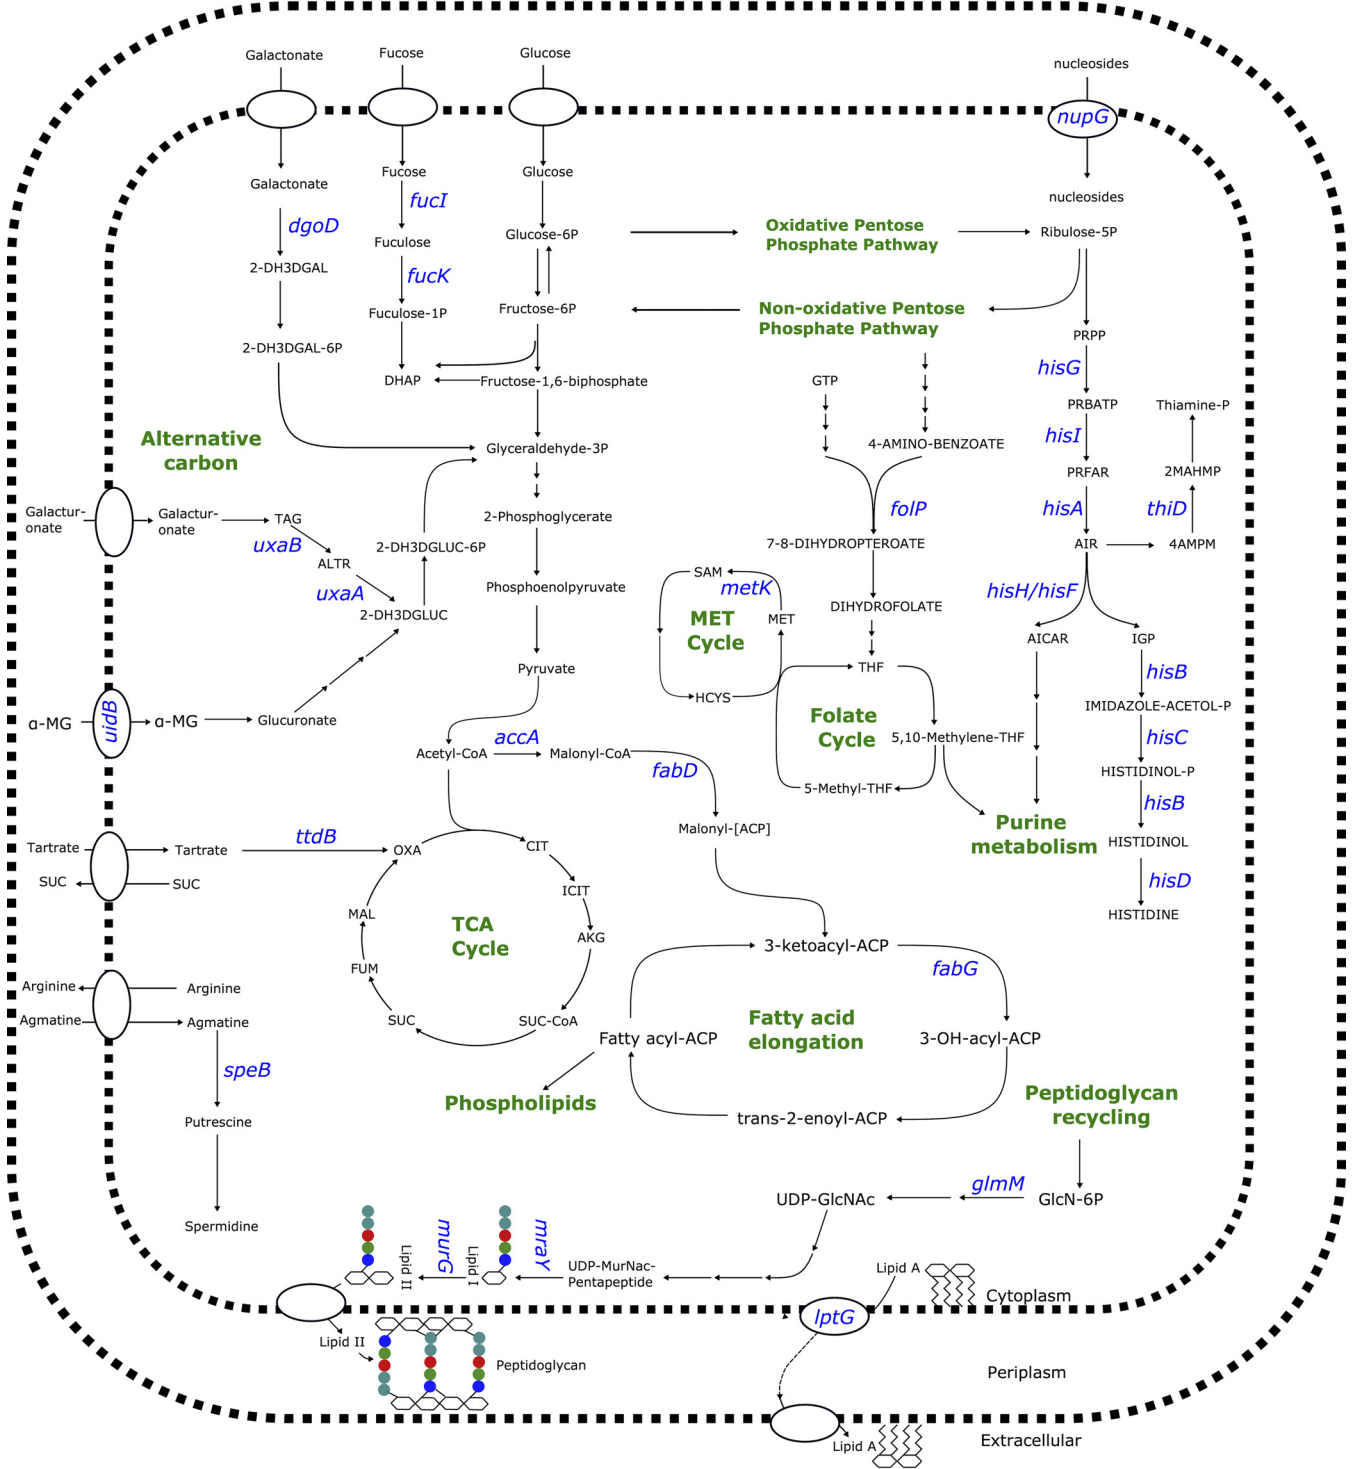 Galactonate
Fucose
Glucose
nucleosides
nupG
Galactonate
Fucose
Glucose
nucleosides
dgoD
fucI
2-DH3DGAL
Fuculose
Glucose-6P
Oxidative Pentose
Phosphate Pathway
Ribulose-5P
fucK
2-DH3DGAL-6P
Fuculose-1P
Fructose-6P
Non-oxidative Pentose
Phosphate Pathway
PRPP
DHAP
Fructose-1,6-biphosphate
GTP
hisG
PRBATP
Thiamine-P
Alternative
carbon
Glyceraldehyde-3P
4-AMINO-BENZOATE
hisI
PRFAR
2MAHMP
Galactur-
onate
Galactur-
onate
TAG
2-Phosphoglycerate
folP
hisA
thiD
uxaB
ALTR
2-DH3DGLUC-6P
7-8-DIHYDROPTEROATE
AIR
4AMPM
uxaA
2-DH3DGLUC
Phosphoenolpyruvate
SAM
metK
MET
Cycle
MET
DIHYDROFOLATE
hisH/hisF
AICAR
IGP
Pyruvate
HCYS
THF
hisB
α-MG
uidB
α-MG
Glucuronate
Folate
Cycle
5,10-Methylene-THF
IMIDAZOLE-ACETOL-P
hisC
Acetyl-CoA
accA
Malonyl-CoA
fabD
5-Methyl-THF
HISTIDINOL-P
hisB
Tartrate
Tartrate
ttdB
OXA
CIT
Malonyl-[ACP]
Purine
metabolism
HISTIDINOL
SUC
SUC
ICIT
hisD
MAL
TCA
Cycle
AKG
3-ketoacyl-ACP
HISTIDINE
FUM
fabG
Arginine
Arginine
Agmatine
Agmatine
SUC
SUC-CoA
Fatty acyl-ACP
Fatty acid
elongation
3-OH-acyl-ACP
speB
Phospholipids
trans-2-enoyl-ACP
Peptidoglycan
recycling
Putrescine
Spermidine
UDP-GlcNAc
glmM
GlcN-6P
Lipid II
murG
Lipid I
mraY
UDP-MurNac-
Pentapeptide
Lipid A
Cytoplasm
lptG
Lipid II
Peptidoglycan
Periplasm
Extracellular
Lipid A